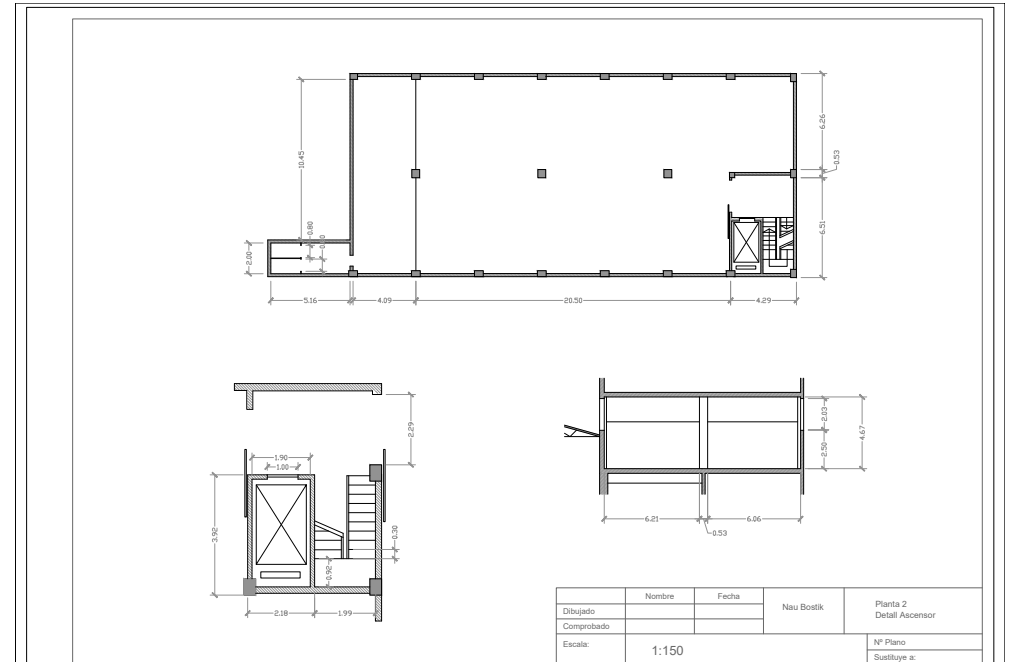 10.45
6.26
0.53
6.51
0.80
2.00
5.16
4.09
20.50
4.29
2.29
1.90
1.00
3.92
0.30
0.92
2.18
1.99
2.03
4.67
2.50
6.21
6.06
0.53
Nombre
Fecha
Nau Bostik
Planta 2
Detall Ascensor
Dibujado
Comprobado
Escala:
1:150
Nº Plano
Sustituye a: